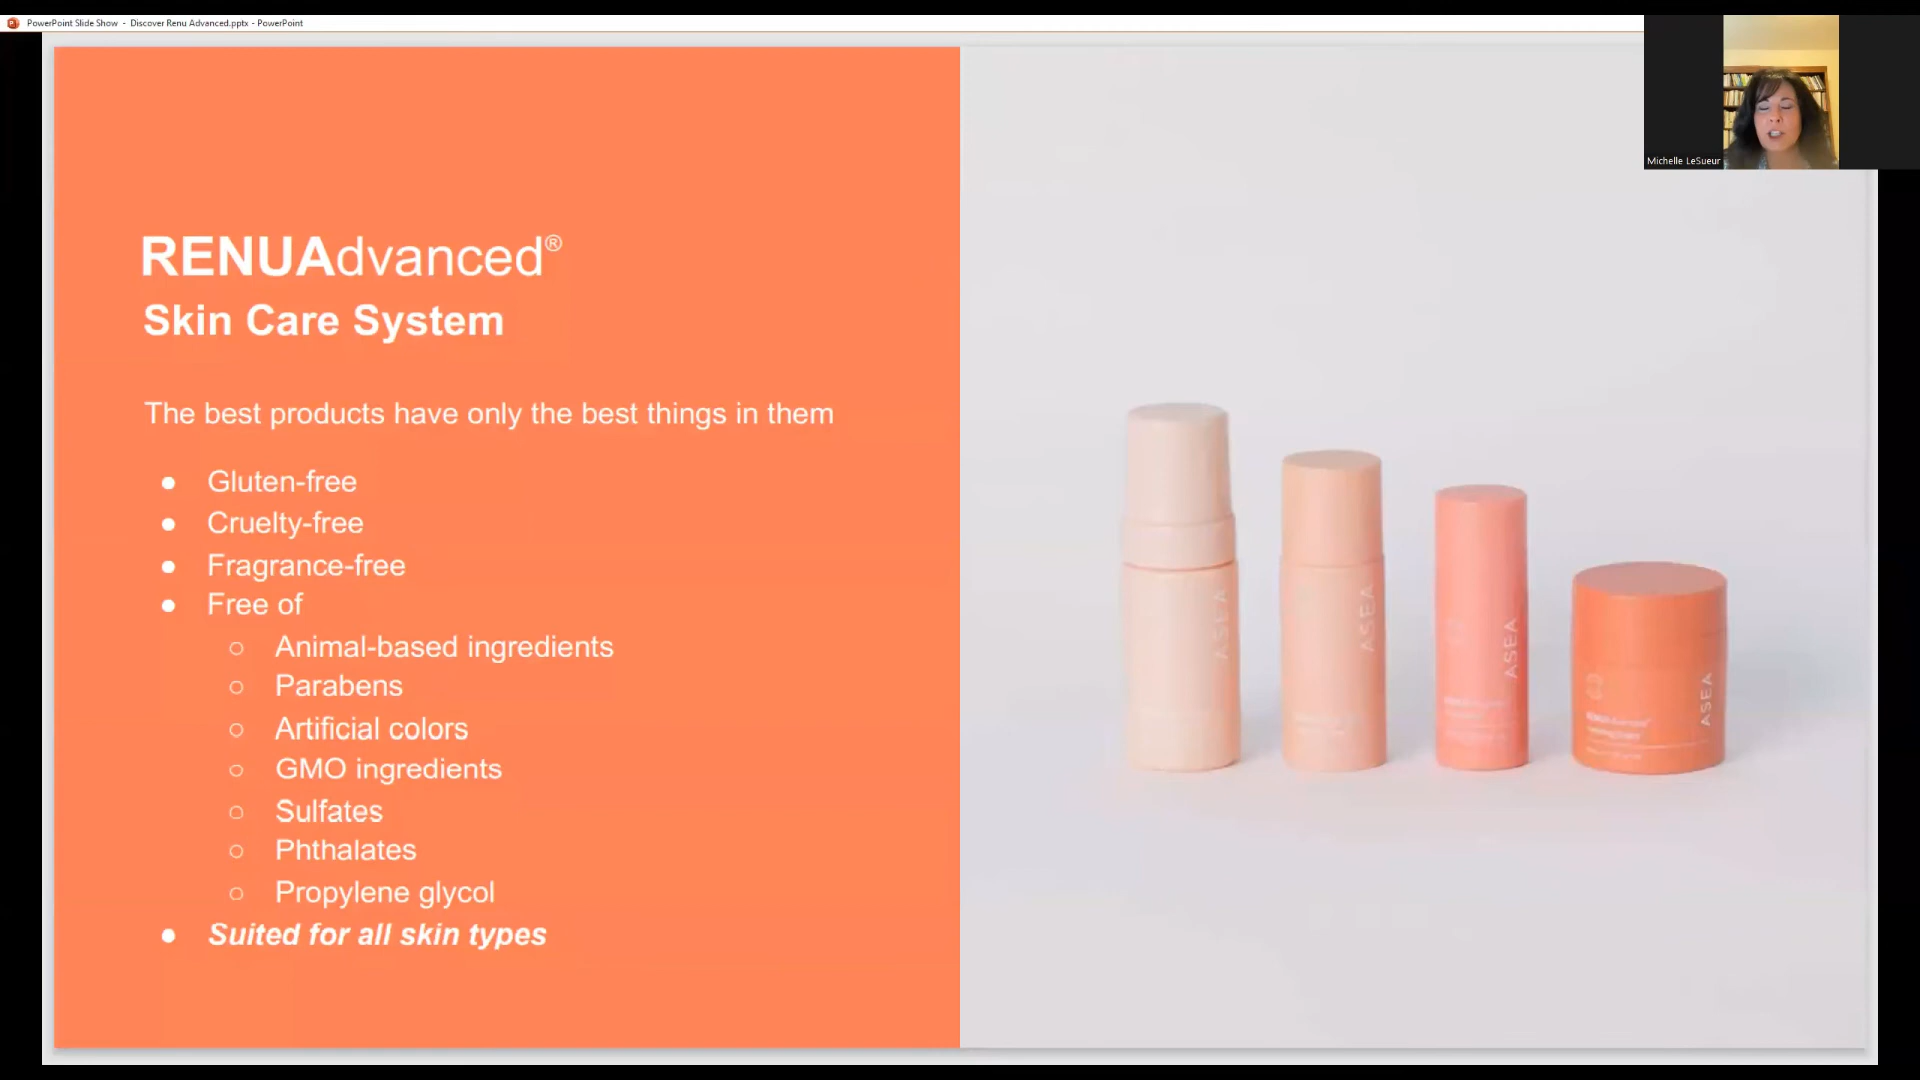 PowerPoint Slide Show - Discover Renu Advanced.pptx - PowerPoint
Michelle LeSueur
RENUAdvanced®
Skin Care System
The best products have only the best things in them
● Gluten-free
● Cruelty-free
● Fragrance-free
● Free of
○ Animal-based ingredients
○ Parabens
○ Artificial colors
○ GMO ingredients
○ Sulfates
○ Phthalates
○ Propylene glycol
● Suited for all skin types
ASEA
ASEA
ASEA
ASEA